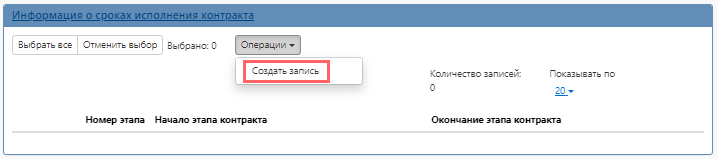 Информация о сроках исполнения контракта
Выбрать все Отменить выбор Выбрано: 0 Операции
Создать запись
Количество записей: Показывать по
0 20
Номер этапа Начало этапа контракта Окончание этапа контракта